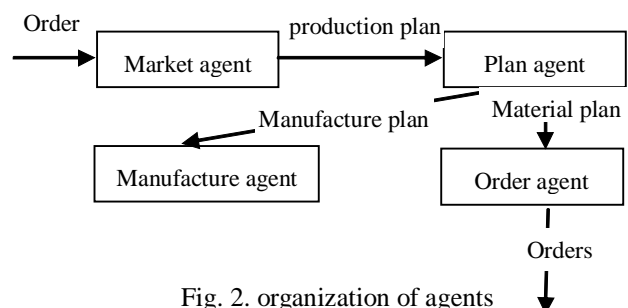 Order
production plan
Market agent
Plan agent
Manufacture plan
Material plan
Manufacture agent
Order agent
Orders
Fig. 2. organization of agents